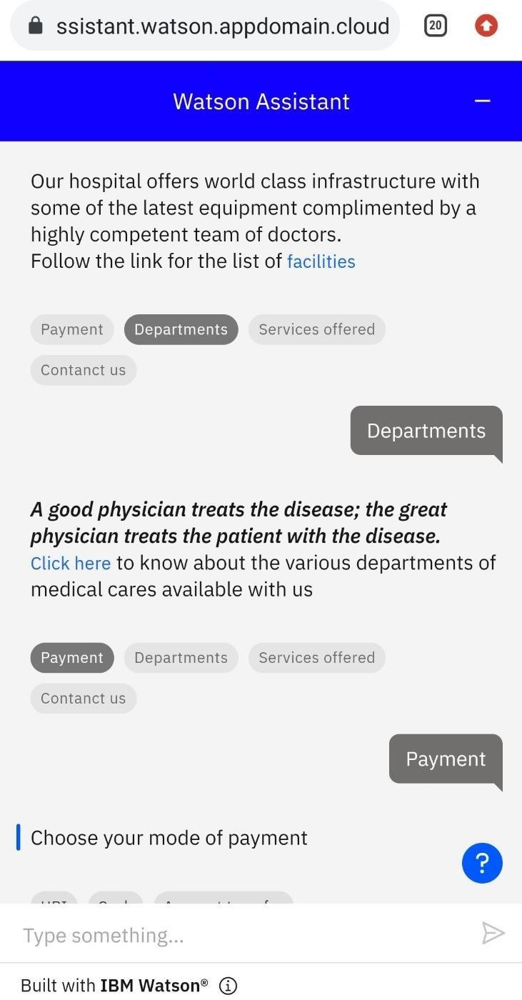 ssistant.watson.appdomain.cloud 20
Watson Assistant
Our hospital offers world class infrastructure with
some of the latest equipment complimented by a
highly competent team of doctors.
Follow the link for the list of facilities
Payment Departments Services offered
Contanct us
Departments
A good physician treats the disease; the great
physician treats the patient with the disease.
Click here to know about the various departments of
medical cares available with us
Payment Departments Services offered
Contanct us
Payment
Choose your mode of payment
?
Type something...
Built with IBM Watson®